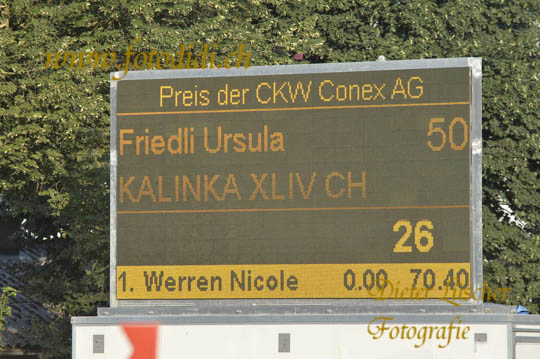 www.fotodidi.ch
Preis der CKW Conex AG
Friedli Ursula 50
KALINKA XLIV CH
26
1. Werren Nicole 0.00 70.40
Dieter Lüscher
Fotografie